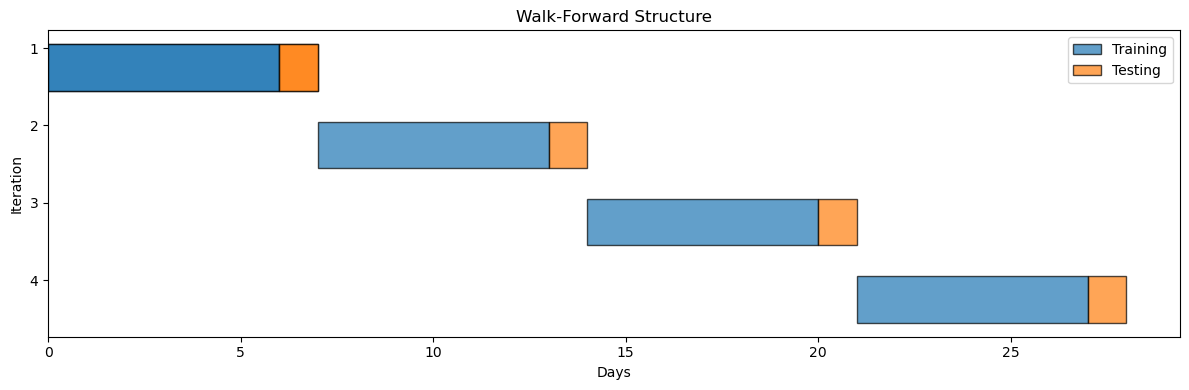 Walk-Forward Structure
Training
Testing
Iteration
1
2
3
4
0 5 10 15 20 25
Days